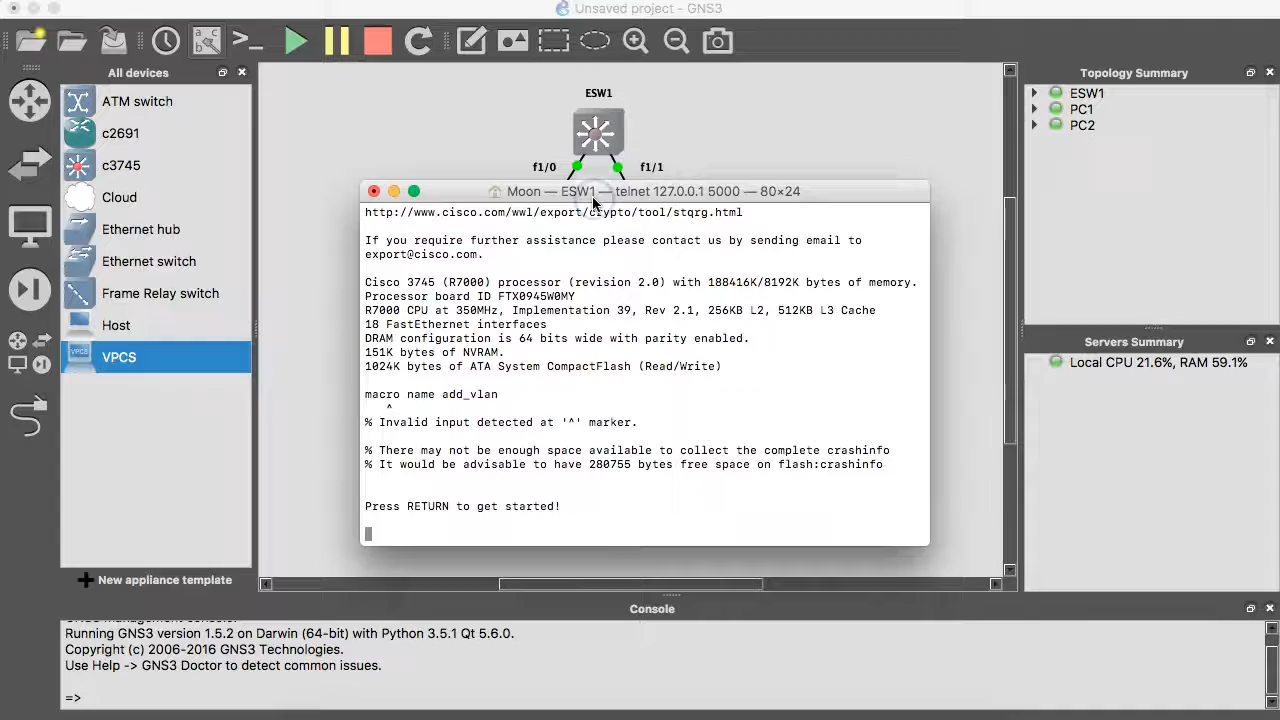 Unsaved project - GNS3
All devices
ATM switch
c2691
c3745
Cloud
Ethernet hub
Ethernet switch
Frame Relay switch
Host
VPCS
New appliance template
ESW1
f1/0
f1/1
Moon — ESW1 — telnet 127.0.0.1 5000 — 80×24
http://www.cisco.com/wwl/export/crypto/tool/stqrg.html
If you require further assistance please contact us by sending email to
export@cisco.com.
Cisco 3745 (R7000) processor (revision 2.0) with 188416K/8192K bytes of memory.
Processor board ID FTX0945W0MY
R7000 CPU at 350MHz, Implementation 39, Rev 2.1, 256KB L2, 512KB L3 Cache
18 FastEthernet interfaces
DRAM configuration is 64 bits wide with parity enabled.
151K bytes of NVRAM.
1024K bytes of ATA System CompactFlash (Read/Write)
macro name add_vlan
^
% Invalid input detected at '^' marker.
% There may not be enough space available to collect the complete crashinfo
% It would be advisable to have 280755 bytes free space on flash:crashinfo
Press RETURN to get started!
Topology Summary
ESW1
PC1
PC2
Servers Summary
Local CPU 21.6%, RAM 59.1%
Console
Running GNS3 version 1.5.2 on Darwin (64-bit) with Python 3.5.1 Qt 5.6.0.
Copyright (c) 2006-2016 GNS3 Technologies.
Use Help -> GNS3 Doctor to detect common issues.
=>